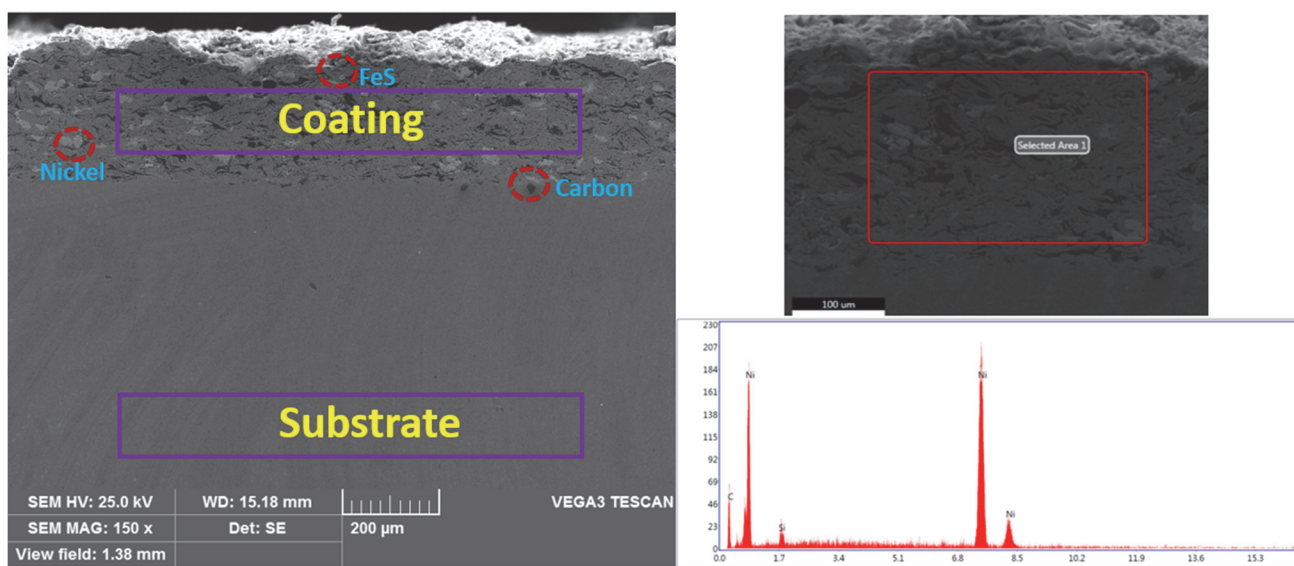 FeS
Coating
Nickel
Carbon
Substrate
SEM HV: 25.0 kV WD: 15.18 mm VEGA3 TESCAN
SEM MAG: 150 x Det: SE 200 µm
View field: 1.38 mm
Selected Area 1
100 um
230
207
184
161
138
115
92
69
46
23
0
Ni
Ni
C
Si
Ni
0.0 1.7 3.4 5.1 6.8 8.5 10.2 11.9 13.6 15.3